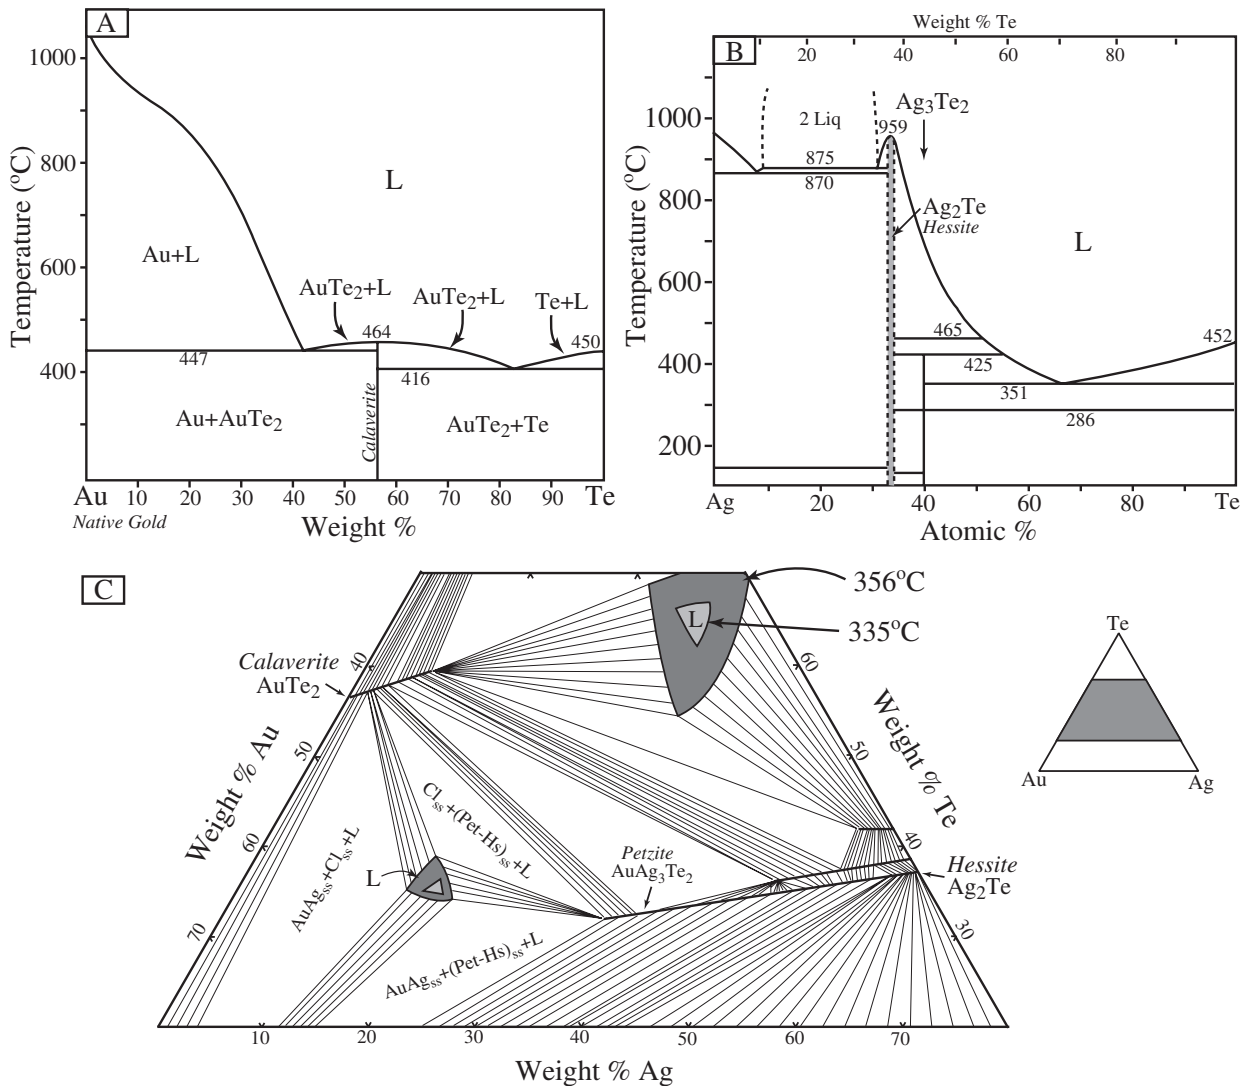 A
1000
800
600
400
Temperature (°C)
L
Au+L
AuTe2+L
AuTe2+L
Te+L
464
450
447
416
Au+AuTe2
Calaverite
AuTe2+Te
Au 10 20 30 40 50 60 70 80 90 Te
Native Gold
Weight %
Weight % Te
20 40 60 80
B
1000
800
600
400
200
Temperature (°C)
2 Liq
959
Ag3Te2
875
870
Ag2Te
Hessite
L
465
452
425
351
286
Ag 20 40 60 80 Te
Atomic %
C
356°C
335°C
L
Calaverite
AuTe2
40
50
60
70
Weight % Au
60
50
40
30
Weight % Te
Clss+(Pet-Hs)ss+L
AuAgss+Clss+L
L
AuAgss+(Pet-Hs)ss+L
Petzite
AuAg3Te2
Hessite
Ag2Te
10 20 30 40 50 60 70
Weight % Ag
Te
Au
Ag